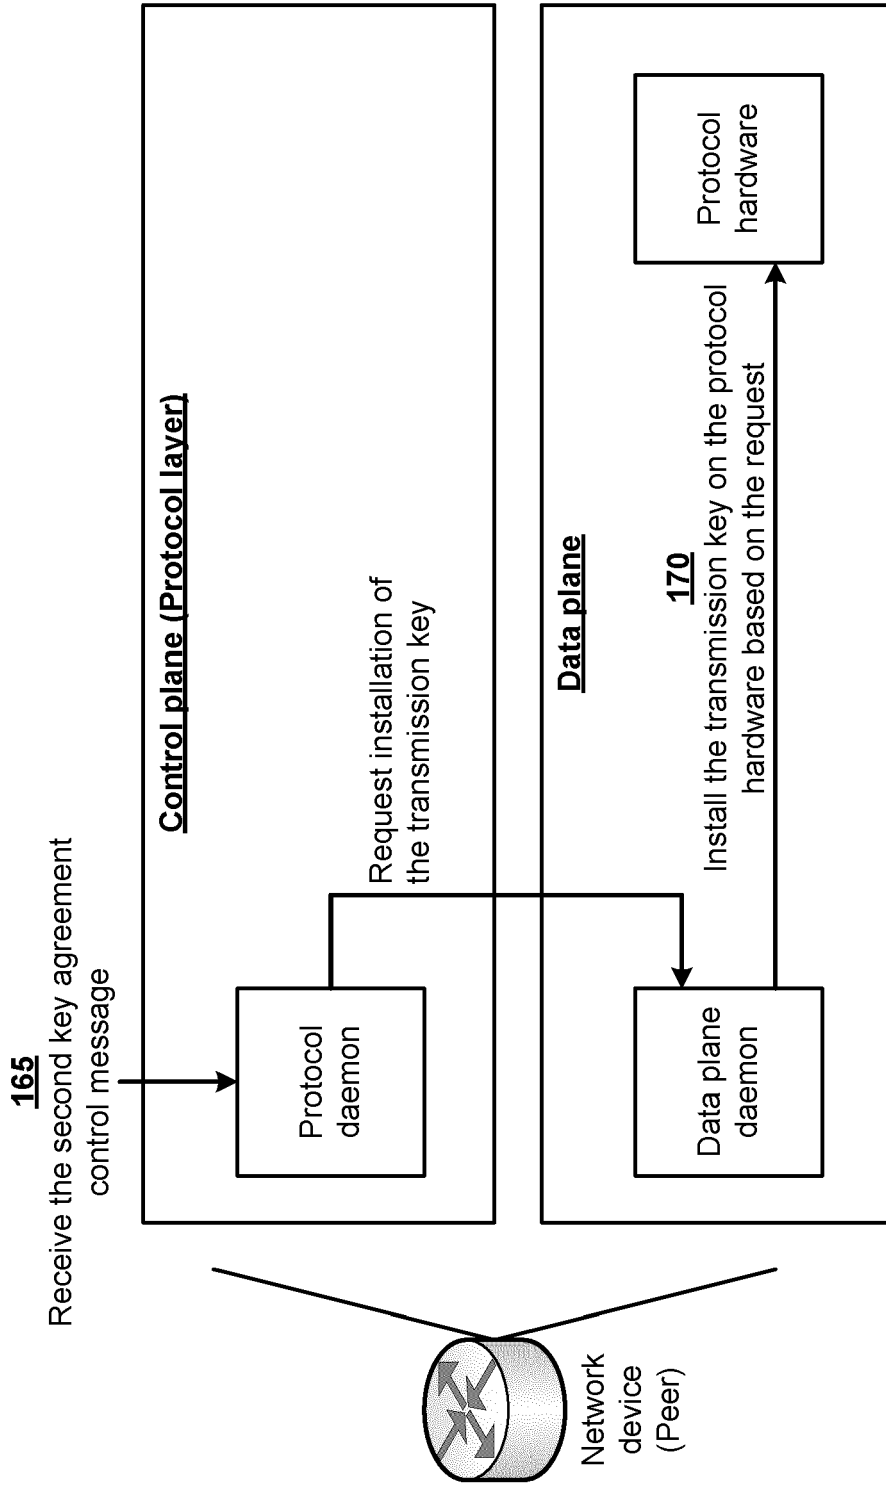 165
Receive the second key agreement
control message
Control plane (Protocol layer)
Protocol
daemon
Request installation of
the transmission key
Network
device
(Peer)
Data plane
Data plane
daemon
170
Install the transmission key on the protocol
hardware based on the request
Protocol
hardware